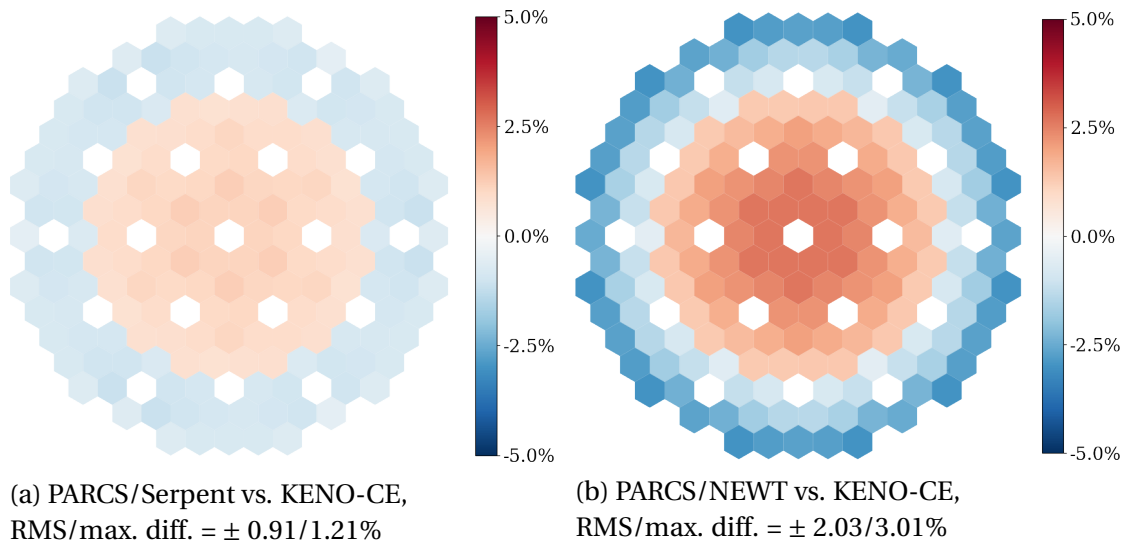 5.0%
2.5%
0.0%
-2.5%
-5.0%
(a) PARCS/Serpent vs. KENO-CE,
RMS/max. diff. = ± 0.91/1.21%
5.0%
2.5%
0.0%
-2.5%
-5.0%
(b) PARCS/NEWT vs. KENO-CE,
RMS/max. diff. = ± 2.03/3.01%